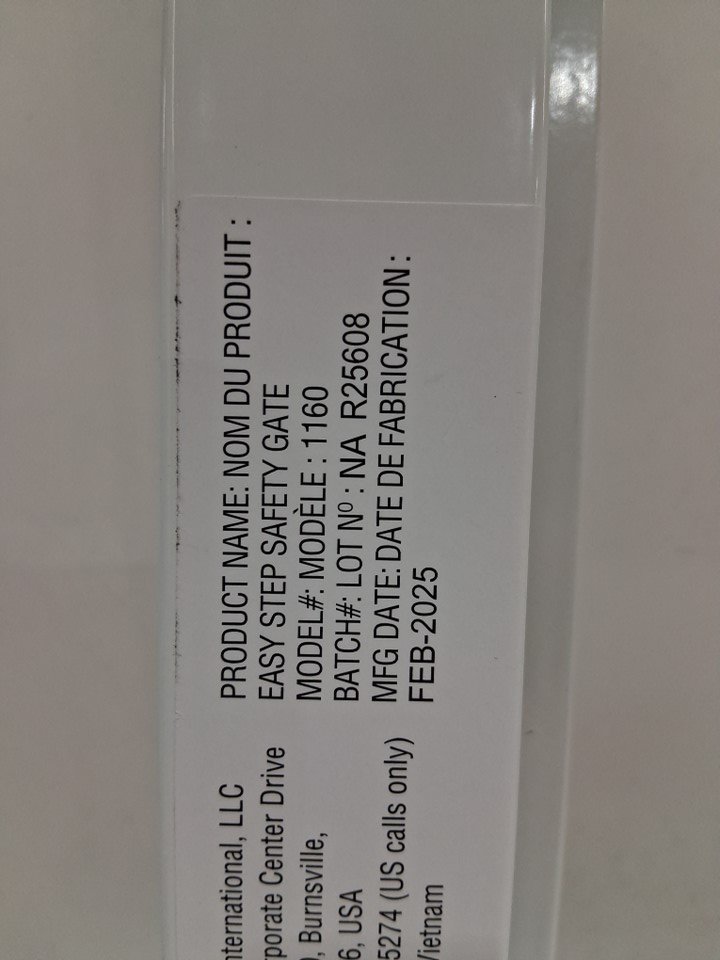 PRODUCT NAME: NOM DU PRODUIT :
EASY STEP SAFETY GATE
MODEL#: MODÈLE : 1160
BATCH#: LOT Nº : NA R25608
MFG DATE: DATE DE FABRICATION :
FEB-2025
nternational, LLC
porate Center Drive
, Burnsville,
6, USA
5274 (US calls only)
Vietnam